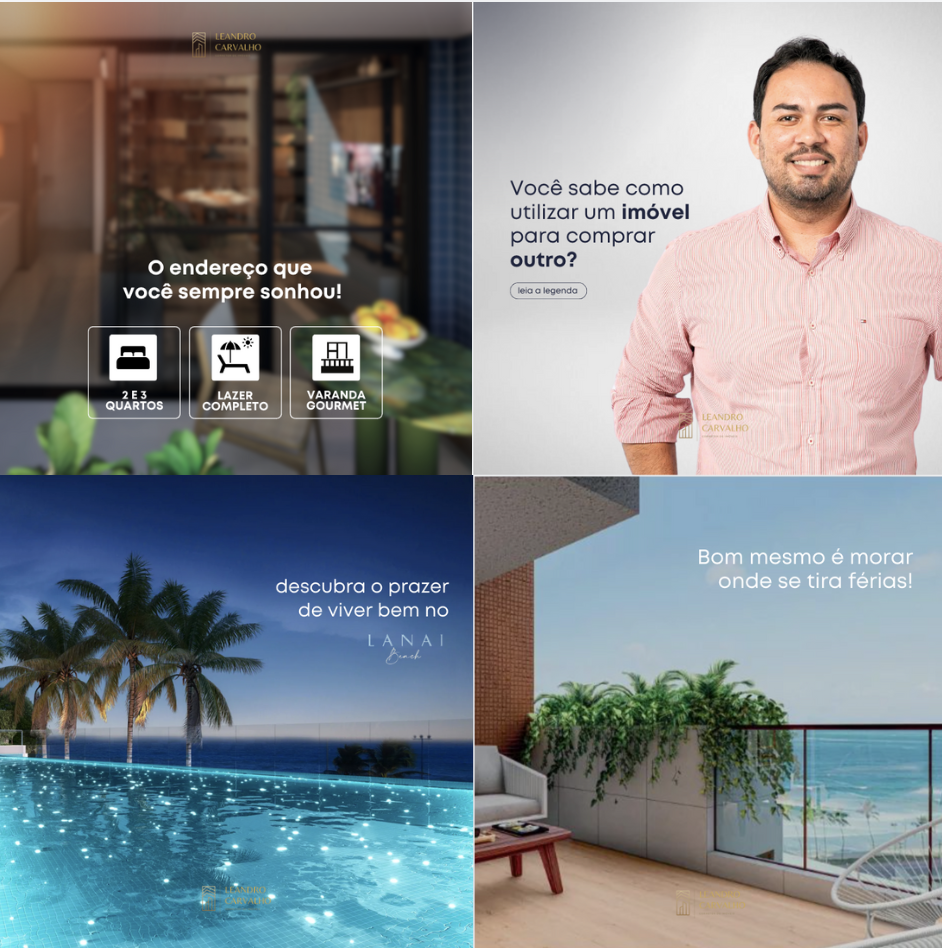 LEANDRO
CARVALHO
O endereço que
você sempre sonhou!
2 E 3
QUARTOS
LAZER
COMPLETO
VARANDA
GOURMET
Você sabe como
utilizar um imóvel
para comprar
outro?
leia a legenda
LEANDRO
CARVALHO
descubra o prazer
de viver bem no
LANAI
Beach
LEANDRO
CARVALHO
Bom mesmo é morar
onde se tira férias!